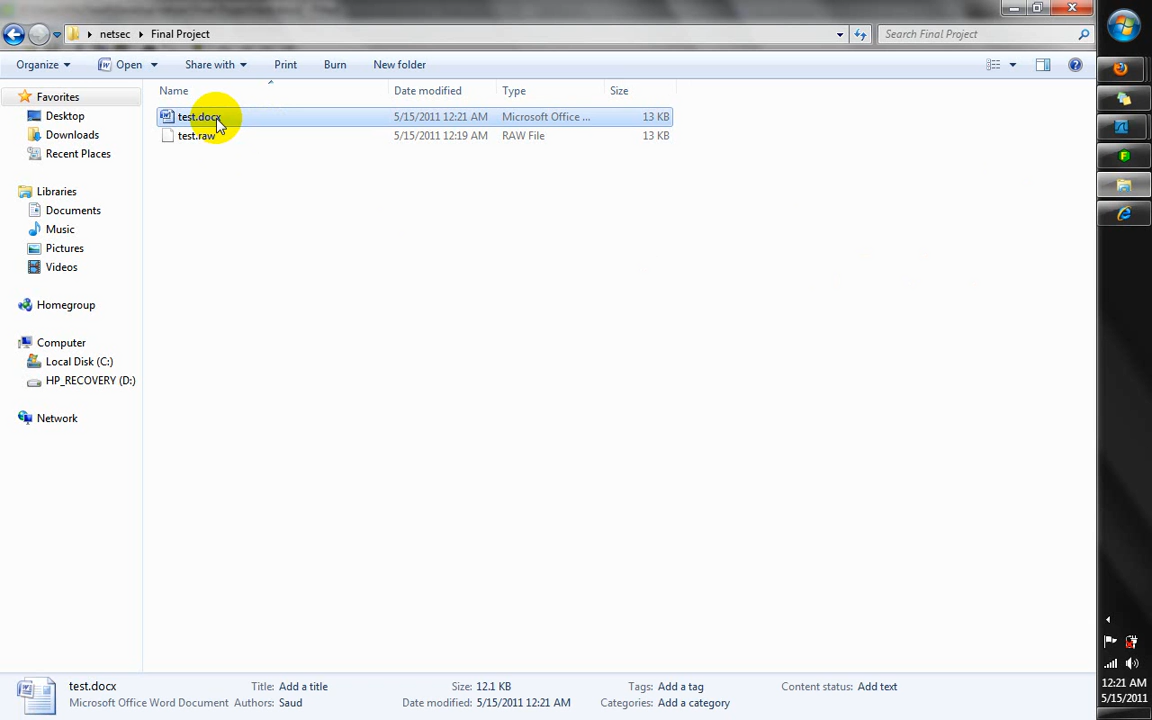 netsec Final Project Search Final Project
Organize Open Share with Print Burn New folder
Name Date modified Type Size
test.docx 5/15/2011 12:21 AM Microsoft Office ... 13 KB
test.raw 5/15/2011 12:19 AM RAW File 13 KB
Favorites
Desktop
Downloads
Recent Places
Libraries
Documents
Music
Pictures
Videos
Homegroup
Computer
Local Disk (C:)
HP_RECOVERY (D:)
Network
test.docx Title: Add a title Size: 12.1 KB Tags: Add a tag Content status: Add text
Microsoft Office Word Document Authors: Saud Date modified: 5/15/2011 12:21 AM Categories: Add a category
12:21 AM
5/15/2011